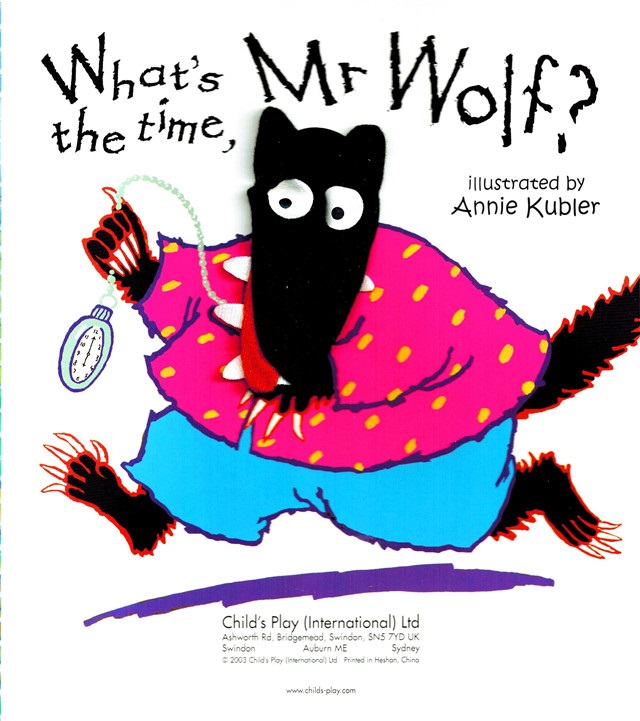 What's
the time,
Mr Wolf?
illustrated by
Annie Kubler
Child's Play (International) Ltd
Ashworth Rd, Bridgemead, Swindon, SN5 7YD UK
Swindon Auburn ME Sydney
© 2003 Child's Play (International) Ltd Printed in Heshan, China
www.childs-play.com